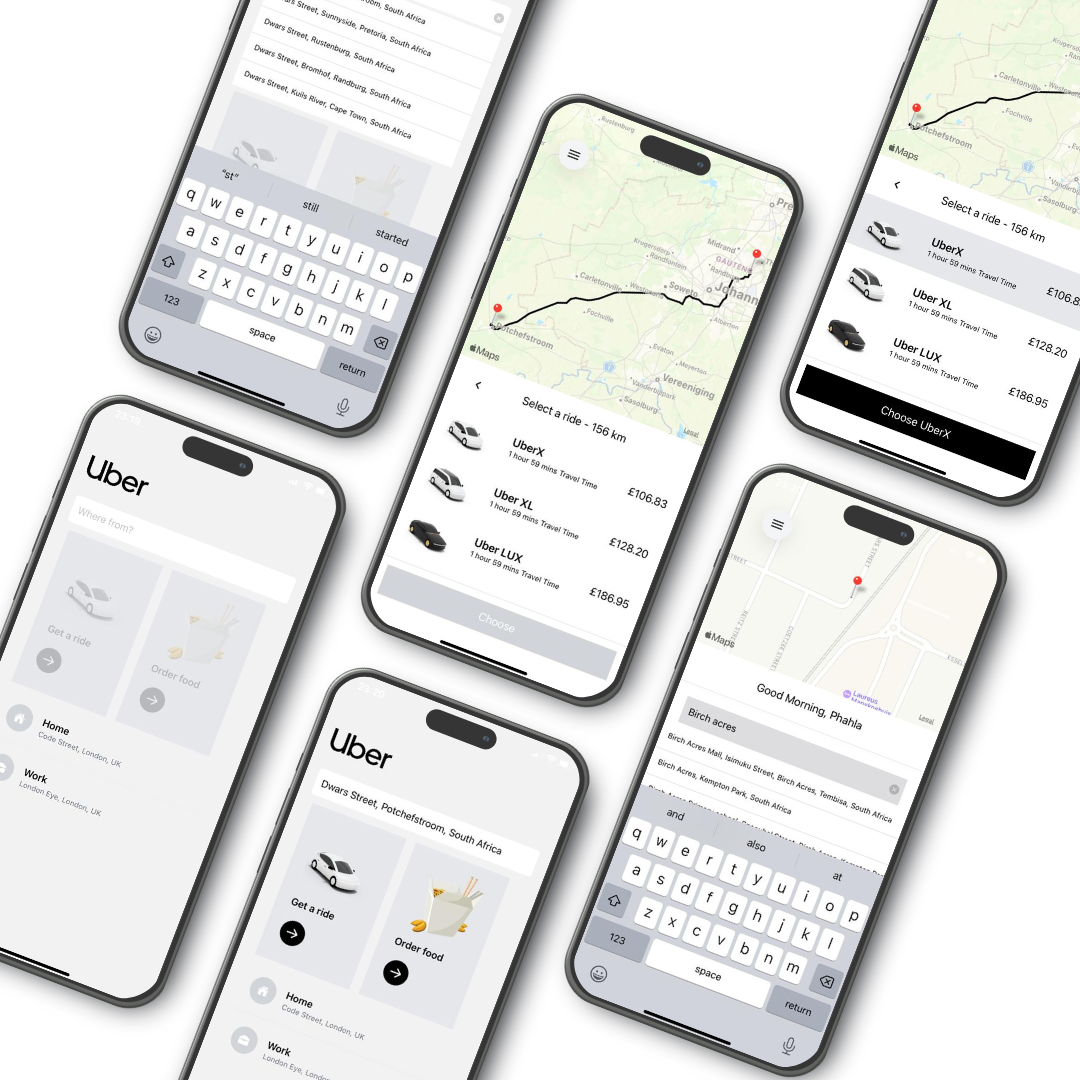 Dwars Street, Sunnyside, Pretoria, South Africa
Dwars Street, Rustenburg, South Africa
Dwars Street, Bromhof, Randburg, South Africa
Dwars Street, Kuils River, Cape Town, South Africa
“st”
still
started
q w e r t y u i o p
a s d f g h j k l
z x c v b n m
123
space
return
Rustenburg
Pre
Midrand
Krugersdorp
GAUTENG
Randfontein
Carletonville
Soweto
Johann
Alberton
Fochville
Potchefstroom
Evaton
Meyerton
Vereeniging
Vanderbijlpark
Sasolburg
Maps
Legal
Select a ride - 156 km
UberX
1 hour 59 mins Travel Time
£106.83
Uber XL
1 hour 59 mins Travel Time
£128.20
Uber LUX
1 hour 59 mins Travel Time
£186.95
Choose
Carletonville
Fochville
Potchefstroom
Sasolburg
Maps
Select a ride - 156 km
UberX
1 hour 59 mins Travel Time
£106.8
Uber XL
1 hour 59 mins Travel Time
£128.20
Uber LUX
1 hour 59 mins Travel Time
£186.95
Choose UberX
Uber
Where from?
Get a ride
Order food
Home
Code Street, London, UK
Work
London Eye, London, UK
Uber
Dwars Street, Potchefstroom, South Africa
Get a ride
Order food
Home
Code Street, London, UK
Work
London Eye, London, UK
STREET
Maps
Laureus
Legal
Good Morning, Phahla
Birch acres
Birch Acres Mall, Isimuku Street, Birch Acres, Tembisa, South Africa
Birch Acres, Kempton Park, South Africa
and
also
at
q w e r t y u i o p
a s d f g h j k l
z x c v b n m
123
space
return